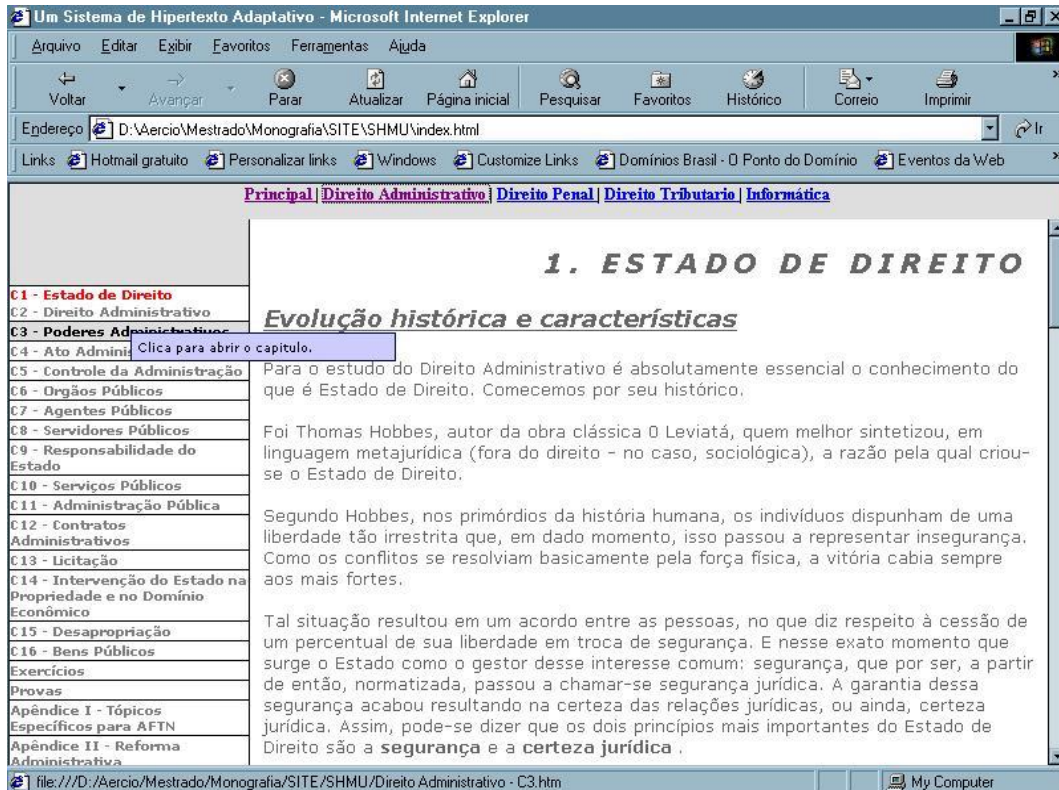 Um Sistema de Hipertexto Adaptativo - Microsoft Internet Explorer
Arquivo Editar Exibir Favoritos Ferramentas Ajuda
Voltar Avançar Parar Atualizar Página inicial Pesquisar Favoritos Histórico Correio Imprimir
Endereço D:\Aercio\Mestrado\Monografia\SITE\SHMU\index.html Ir
Links Hotmail gratuito Personalizar links Windows Customize Links Domínios Brasil - O Ponto do Domínio Eventos da Web
Principal | Direito Administrativo | Direito Penal | Direito Tributario | Informática
C1 - Estado de Direito
C2 - Direito Administrativo
C3 - Poderes Administrativos
Clica para abrir o capitulo.
C4 - Ato Adminis
C5 - Controle da Administração
C6 - Orgãos Públicos
C7 - Agentes Públicos
C8 - Servidores Públicos
C9 - Responsabilidade do
Estado
C10 - Serviços Públicos
C11 - Administração Pública
C12 - Contratos
Administrativos
C13 - Licitação
C14 - Intervenção do Estado na
Propriedade e no Domínio
Econômico
C15 - Desapropriação
C16 - Bens Públicos
Exercícios
Provas
Apêndice I - Tópicos
Específicos para AFTN
Apêndice II - Reforma
Administrativa
1. ESTADO DE DIREITO
Evolução histórica e características
Para o estudo do Direito Administrativo é absolutamente essencial o conhecimento do
que é Estado de Direito. Comecemos por seu histórico.
Foi Thomas Hobbes, autor da obra clássica O Leviatá, quem melhor sintetizou, em
linguagem metajurídica (fora do direito - no caso, sociológica), a razão pela qual criou-
se o Estado de Direito.
Segundo Hobbes, nos primórdios da história humana, os indivíduos dispunham de uma
liberdade tão irrestrita que, em dado momento, isso passou a representar insegurança.
Como os conflitos se resolviam basicamente pela força física, a vitória cabia sempre
aos mais fortes.
Tal situação resultou em um acordo entre as pessoas, no que diz respeito à cessão de
um percentual de sua liberdade em troca de segurança. E nesse exato momento que
surge o Estado como o gestor desse interesse comum: segurança, que por ser, a partir
de então, normatizada, passou a chamar-se segurança jurídica. A garantia dessa
segurança acabou resultando na certeza das relações jurídicas, ou ainda, certeza
jurídica. Assim, pode-se dizer que os dois princípios mais importantes do Estado de
Direito são a segurança e a certeza jurídica .
file:///D:/Aercio/Mestrado/Monografia/SITE/SHMU/Direito Administrativo - C3.htm My Computer